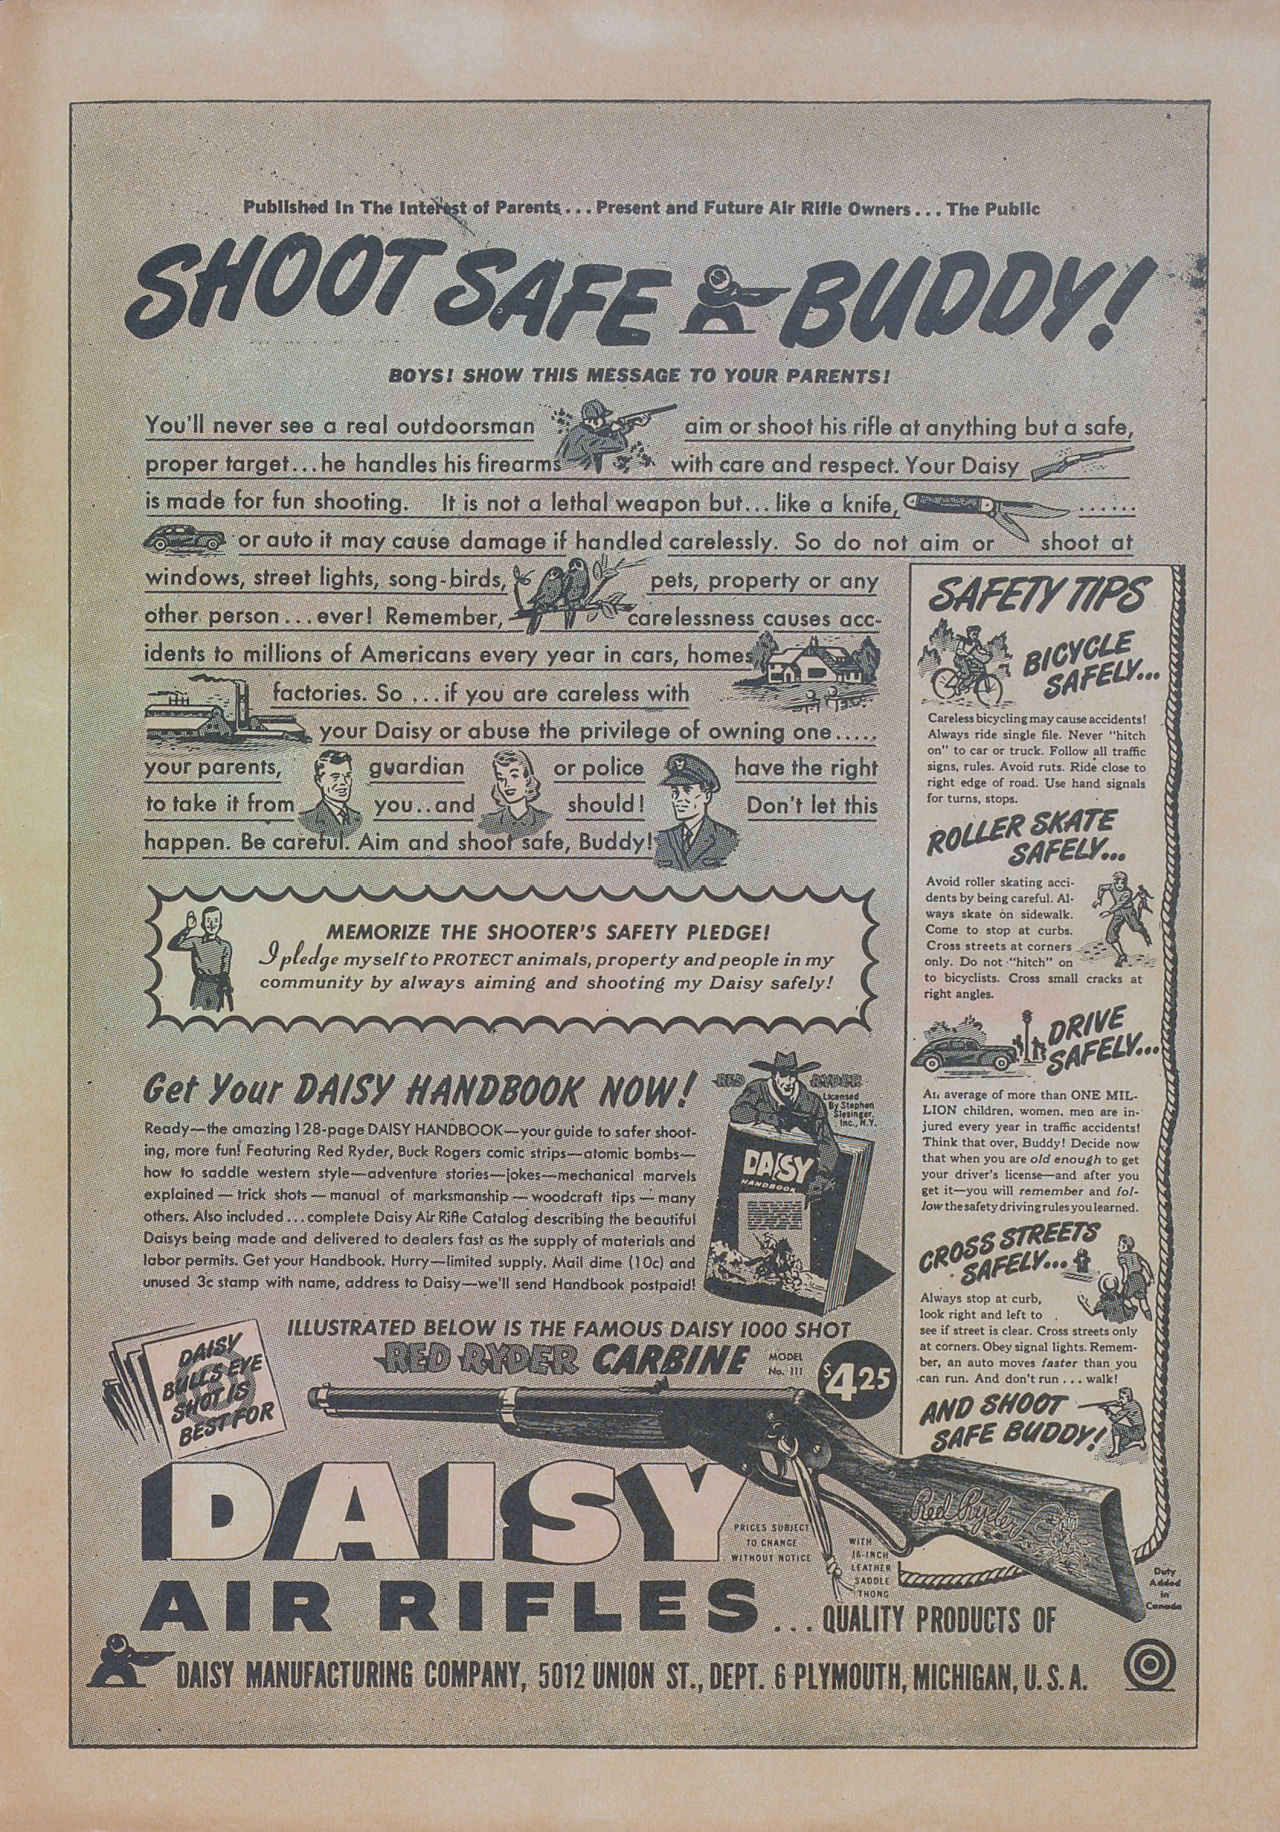 Published In The Interest of Parents... Present and Future Air Rifle Owners... The Public
SHOOT SAFE BUDDY!
BOYS! SHOW THIS MESSAGE TO YOUR PARENTS!
You'll never see a real outdoorsman aim or shoot his rifle at anything but a safe,
proper target...he handles his firearms with care and respect. Your Daisy
is made for fun shooting. It is not a lethal weapon but...like a knife, ......
or auto it may cause damage if handled carelessly. So do not aim or shoot at
windows, street lights, song-birds, pets, property or any
other person...ever! Remember, carelessness causes acc-
idents to millions of Americans every year in cars, homes
factories. So ...if you are careless with
your Daisy or abuse the privilege of owning one.....
your parents, guardian or police have the right
to take it from you..and should! Don't let this
happen. Be careful. Aim and shoot safe, Buddy!
MEMORIZE THE SHOOTER'S SAFETY PLEDGE!
I pledge myself to PROTECT animals, property and people in my
community by always aiming and shooting my Daisy safely!
Get Your DAISY HANDBOOK NOW!
Ready—the amazing 128-page DAISY HANDBOOK—your guide to safer shoot-
ing, more fun! Featuring Red Ryder, Buck Rogers comic strips—atomic bombs—
how to saddle western style—adventure stories—jokes—mechanical marvels
explained—trick shots—manual of marksmanship—woodcraft tips—many
others. Also included...complete Daisy Air Rifle Catalog describing the beautiful
Daisys being made and delivered to dealers fast as the supply of materials and
labor permits. Get your Handbook. Hurry—limited supply. Mail dime (10c) and
unused 3c stamp with name, address to Daisy—we'll send Handbook postpaid!
RED RYDER
Licensed
By Stephen
Slesinger,
Inc., N.Y.
DAISY
HANDBOOK
SAFETY TIPS
BICYCLE
SAFELY...
Careless bicycling may cause accidents!
Always ride single file. Never "hitch
on" to car or truck. Follow all traffic
signs, rules. Avoid ruts. Ride close to
right edge of road. Use hand signals
for turns, stops.
ROLLER SKATE
SAFELY...
Avoid roller skating acci-
dents by being careful. Al-
ways skate on sidewalk.
Come to stop at curbs.
Cross streets at corners
only. Do not "hitch" on
to bicyclists. Cross small cracks at
right angles.
DRIVE
SAFELY...
An average of more than ONE MIL-
LION children, women, men are in-
jured every year in traffic accidents!
Think that over, Buddy! Decide now
that when you are old enough to get
your driver's license—and after you
get it—you will remember and fol-
low the safety driving rules you learned.
CROSS STREETS
SAFELY...
Always stop at curb,
look right and left to
see if street is clear. Cross streets only
at corners. Obey signal lights. Remem-
ber, an auto moves faster than you
can run. And don't run ... walk!
AND SHOOT
SAFE BUDDY!
ILLUSTRATED BELOW IS THE FAMOUS DAISY 1000 SHOT
RED RYDER CARBINE
MODEL
No. 111
$4.25
DAISY
BULLS EYE
SHOT IS
BEST FOR
DAISY
PRICES SUBJECT
TO CHANGE
WITHOUT NOTICE
WITH
16-INCH
LEATHER
SADDLE
THONG
Red Ryder
Duty
Added
in
Canada
AIR RIFLES
...QUALITY PRODUCTS OF
DAISY MANUFACTURING COMPANY, 5012 UNION ST., DEPT. 6 PLYMOUTH, MICHIGAN, U.S.A.